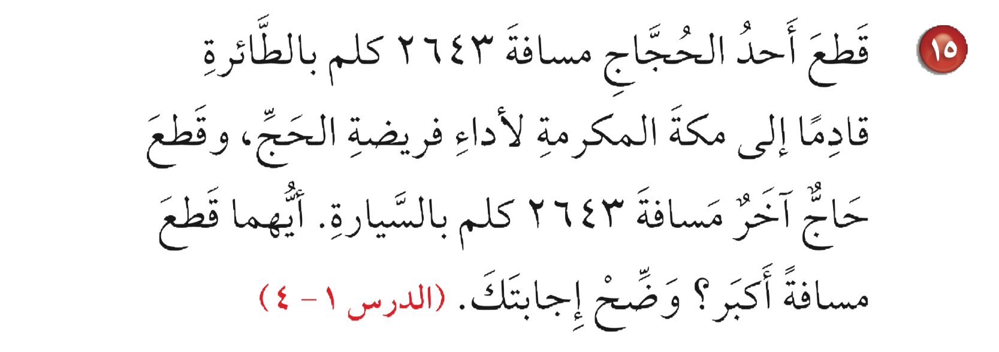 ١٥ قَطعَ أَحدُ الحُجَّاجِ مسافةَ ٢٦٤٣ كلم بالطَّائرةِ
قادِمًا إلى مكةَ المكرمةِ لأداءِ فريضةِ الحَجِّ، وقَطعَ
حَاجٌّ آخَرٌ مَسافةَ ٢٦٤٣ كلم بالسَّيارةِ. أيُّهما قَطعَ
مسافةً أَكبَر؟ وَضِّحْ إِجابتَكَ. (الدرس ١ – ٤)